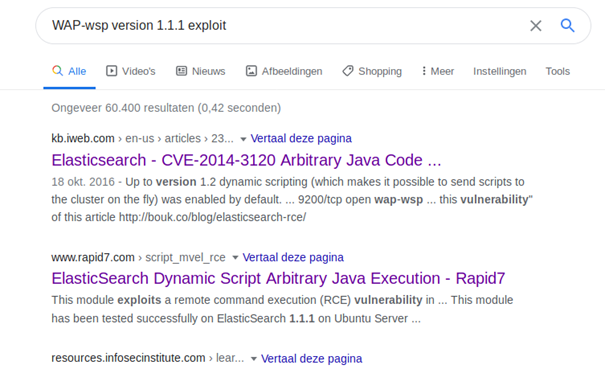 WAP-wsp version 1.1.1 exploit
Alle Video's Nieuws Afbeeldingen Shopping Meer Instellingen Tools
Ongeveer 60.400 resultaten (0,42 seconden)
kb.iweb.com › en-us › articles › 23... Vertaal deze pagina
Elasticsearch - CVE-2014-3120 Arbitrary Java Code ...
18 okt. 2016 - Up to version 1.2 dynamic scripting (which makes it possible to send scripts to
the cluster on the fly) was enabled by default. ... 9200/tcp open wap-wsp ... this vulnerability"
of this article http://bouk.co/blog/elasticsearch-rce/
www.rapid7.com › script_mvel_rce Vertaal deze pagina
ElasticSearch Dynamic Script Arbitrary Java Execution - Rapid7
This module exploits a remote command execution (RCE) vulnerability in ... This module
has been tested successfully on ElasticSearch 1.1.1 on Ubuntu Server ...
resources.infosecinstitute.com › lear... Vertaal deze pagina